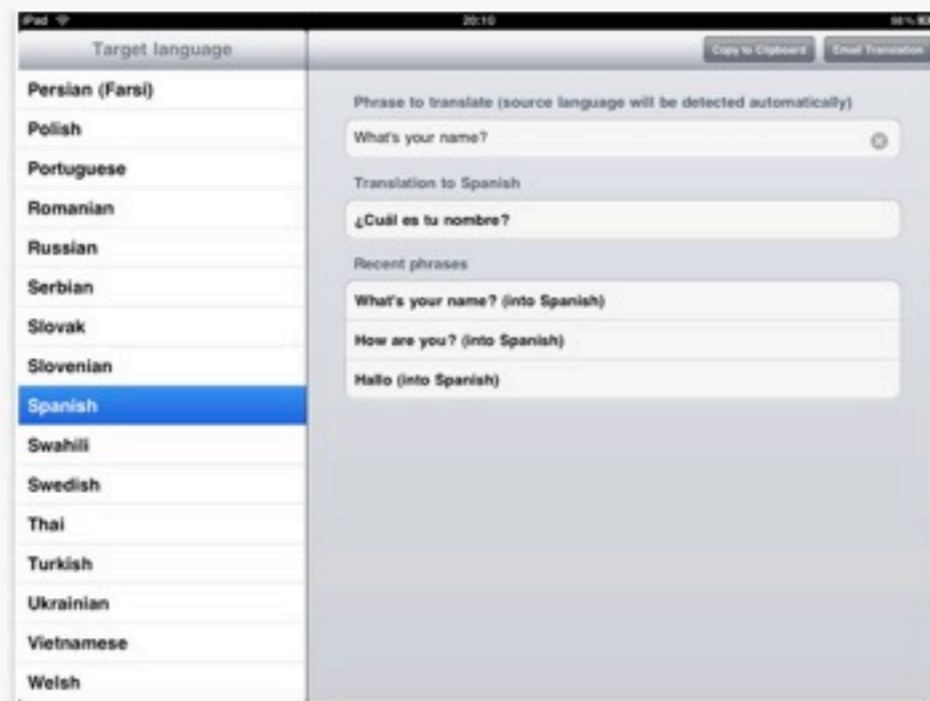 iPad 20:10 88%
Target language Copy to Clipboard Email Translation
Persian (Farsi)
Polish
Portuguese
Romanian
Russian
Serbian
Slovak
Slovenian
Spanish
Swahili
Swedish
Thai
Turkish
Ukrainian
Vietnamese
Welsh
Phrase to translate (source language will be detected automatically)
What's your name?
Translation to Spanish
¿Cuál es tu nombre?
Recent phrases
What's your name? (into Spanish)
How are you? (into Spanish)
Hallo (into Spanish)